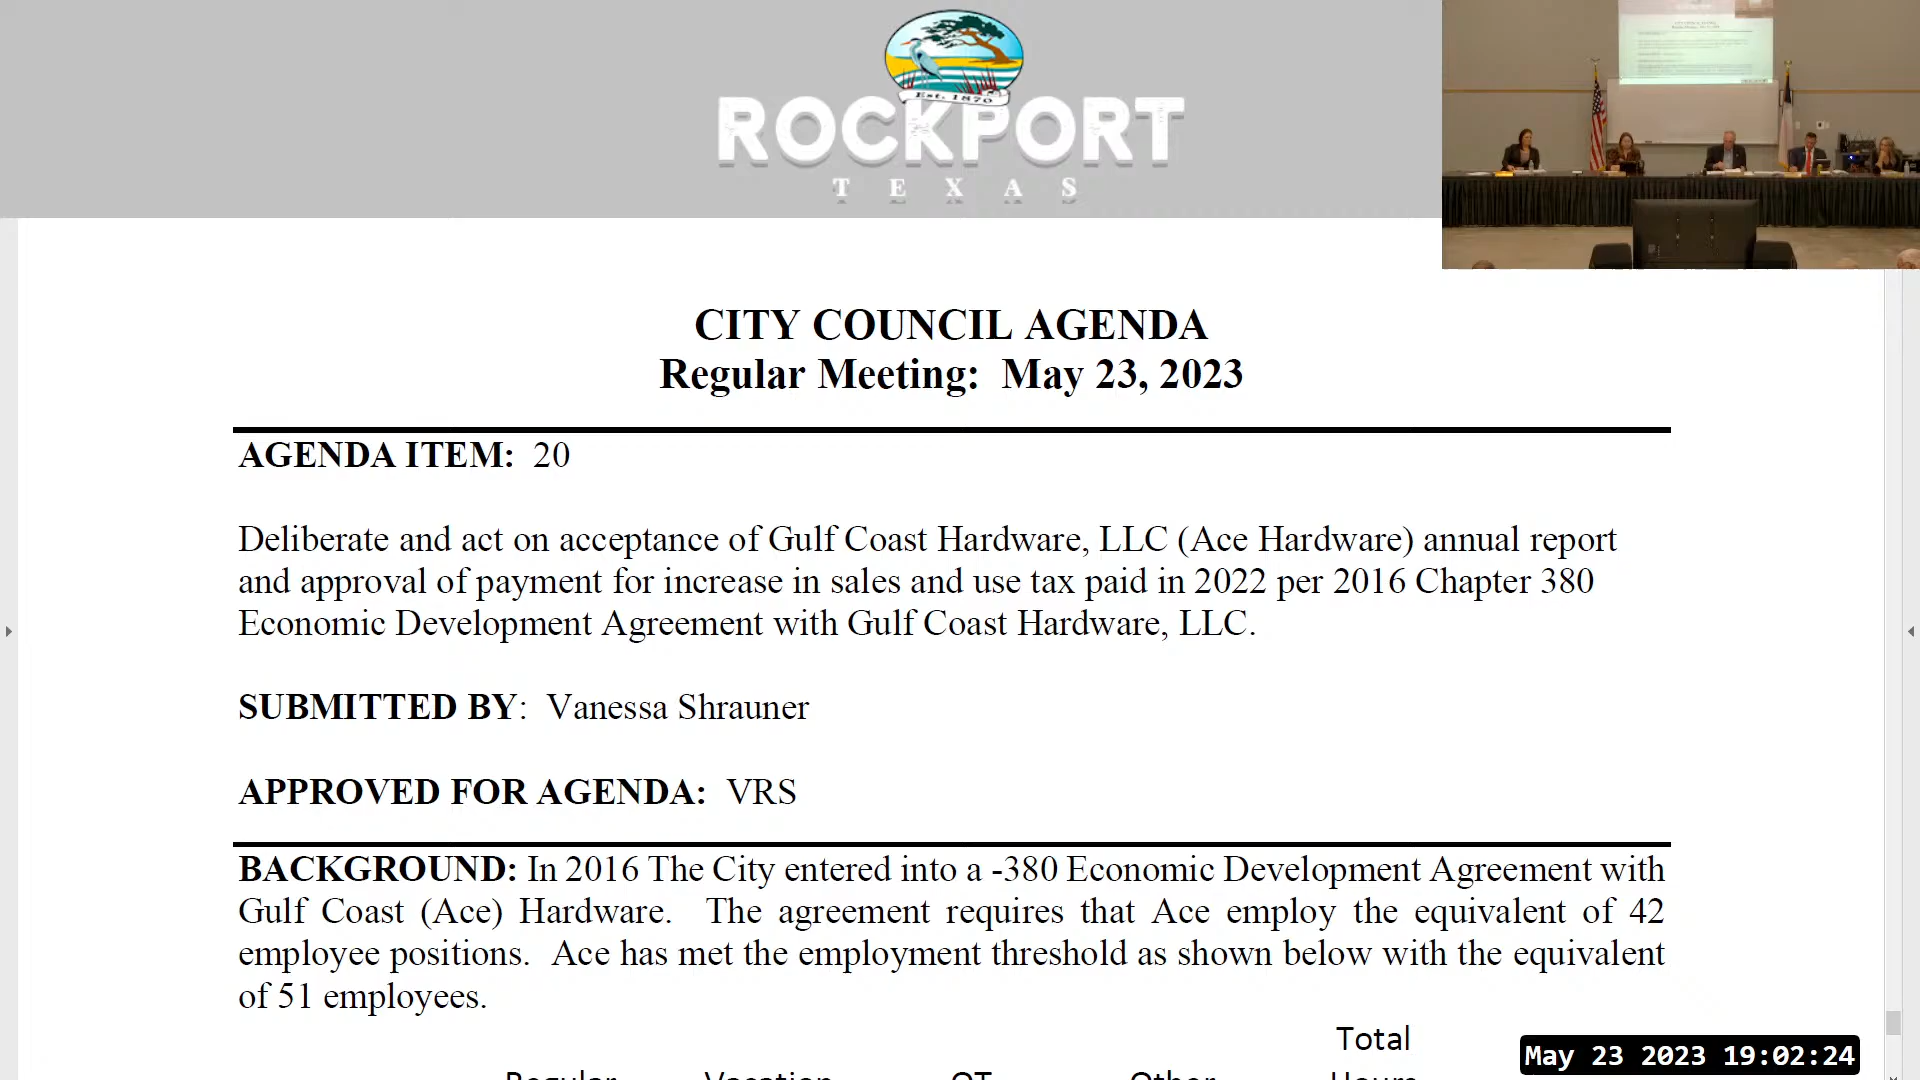 Est. 1870
ROCKPORT
TEXAS
CITY COUNCIL AGENDA
Regular Meeting: May 23, 2023
AGENDA ITEM: 20
Deliberate and act on acceptance of Gulf Coast Hardware, LLC (Ace Hardware) annual report
and approval of payment for increase in sales and use tax paid in 2022 per 2016 Chapter 380
Economic Development Agreement with Gulf Coast Hardware, LLC.
SUBMITTED BY: Vanessa Shrauner
APPROVED FOR AGENDA: VRS
BACKGROUND: In 2016 The City entered into a -380 Economic Development Agreement with
Gulf Coast (Ace) Hardware. The agreement requires that Ace employ the equivalent of 42
employee positions. Ace has met the employment threshold as shown below with the equivalent
of 51 employees.
Total
Regular Vacation OT Other Hours
May 23 2023 19:02:24